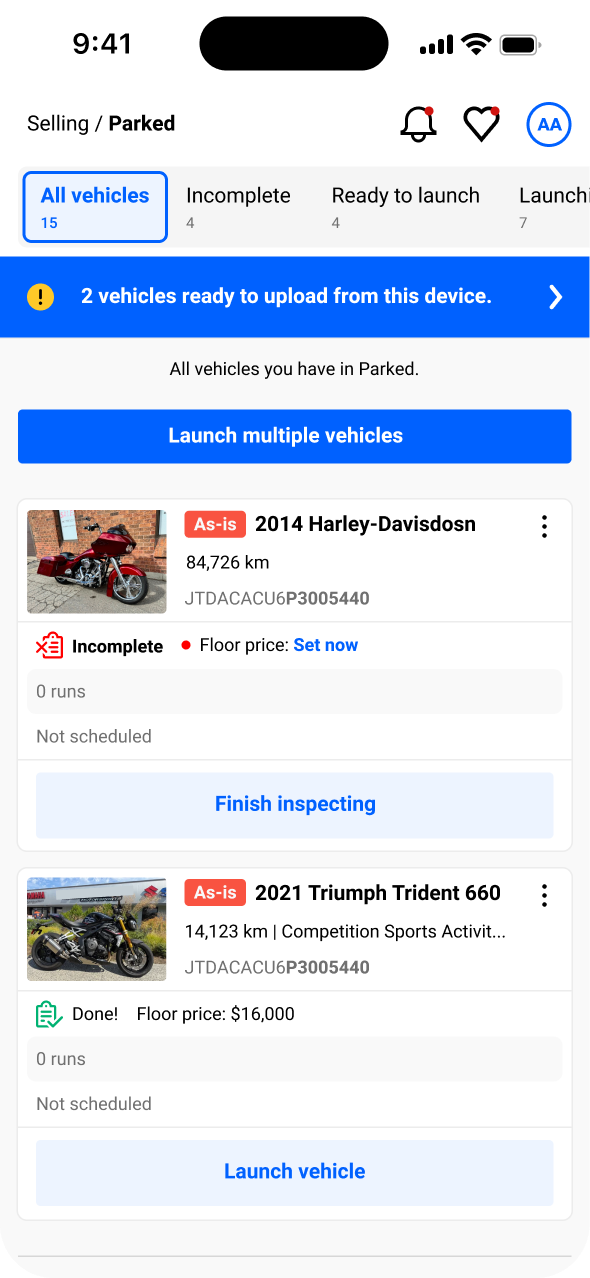 9:41
Selling / Parked
AA
All vehicles
15
Incomplete
4
Ready to launch
4
Launchi
7
2 vehicles ready to upload from this device.
All vehicles you have in Parked.
Launch multiple vehicles
As-is 2014 Harley-Davisdosn
84,726 km
JTDACACU6P3005440
Incomplete • Floor price: Set now
0 runs
Not scheduled
Finish inspecting
As-is 2021 Triumph Trident 660
14,123 km | Competition Sports Activit...
JTDACACU6P3005440
Done! Floor price: $16,000
0 runs
Not scheduled
Launch vehicle